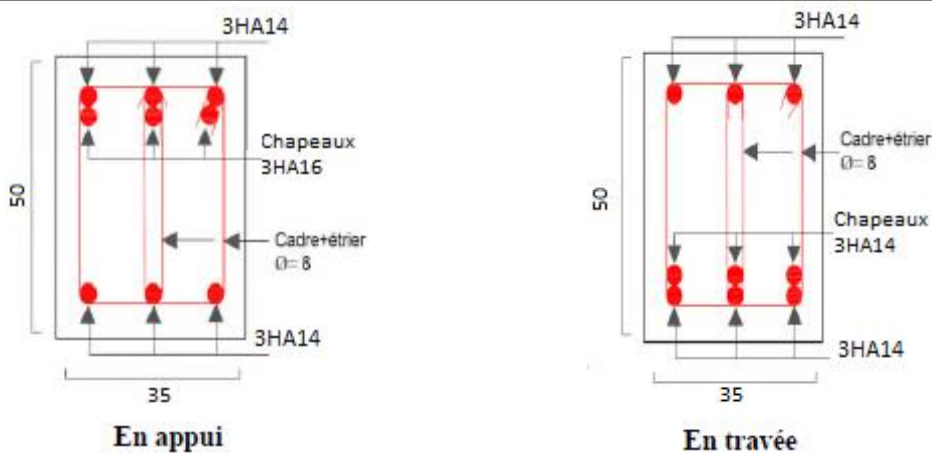 3HA14
Chapeaux
3HA16
50
Cadre+étrier
Ø= 8
3HA14
35
En appui
3HA14
Cadre+étrier
Ø= 8
50
Chapeaux
3HA14
3HA14
35
En travée